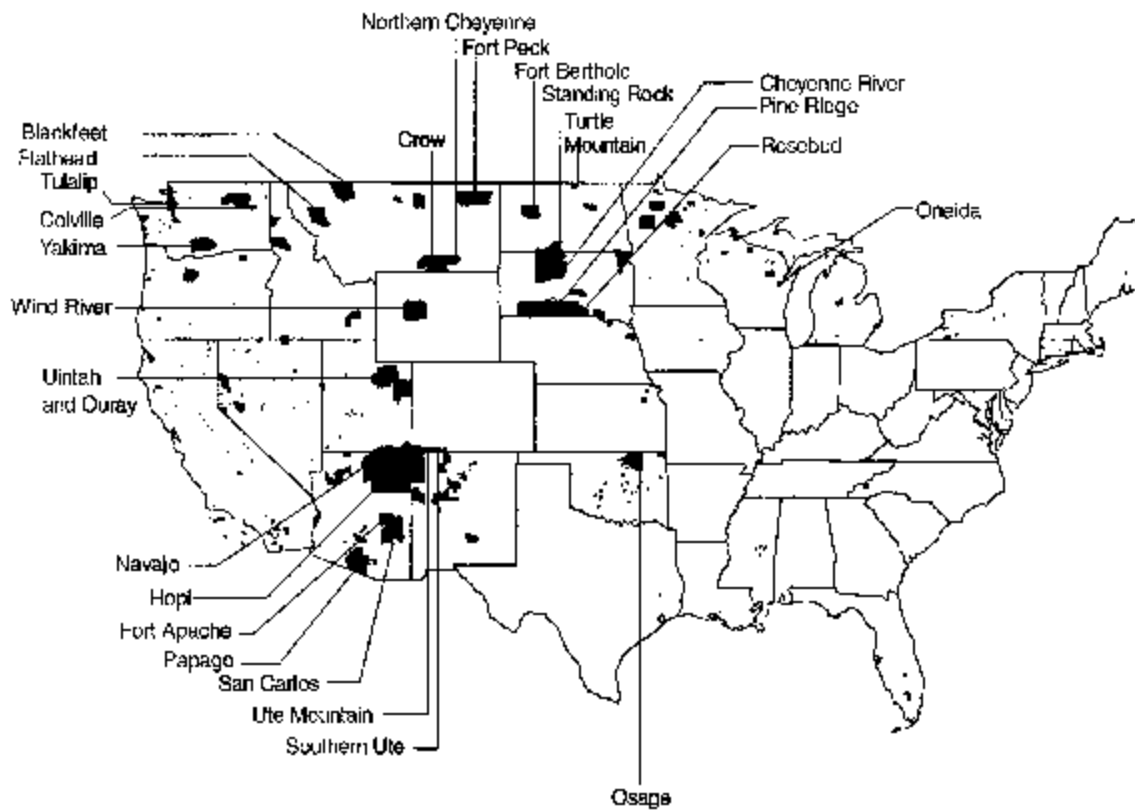 Northern Cheyenne
Fort Peck
Fort Berthold
Standing Rock
Turtle
Mountain
Cheyenne River
Pine Ridge
Rosebud
Blackfeet
Flathead
Tulalip
Colville
Yakima
Crow
Oneida
Wind River
Uintah
and Ouray
Navajo
Hopi
Fort Apache
Papago
San Carlos
Ute Mountain
Southern Ute
Osage